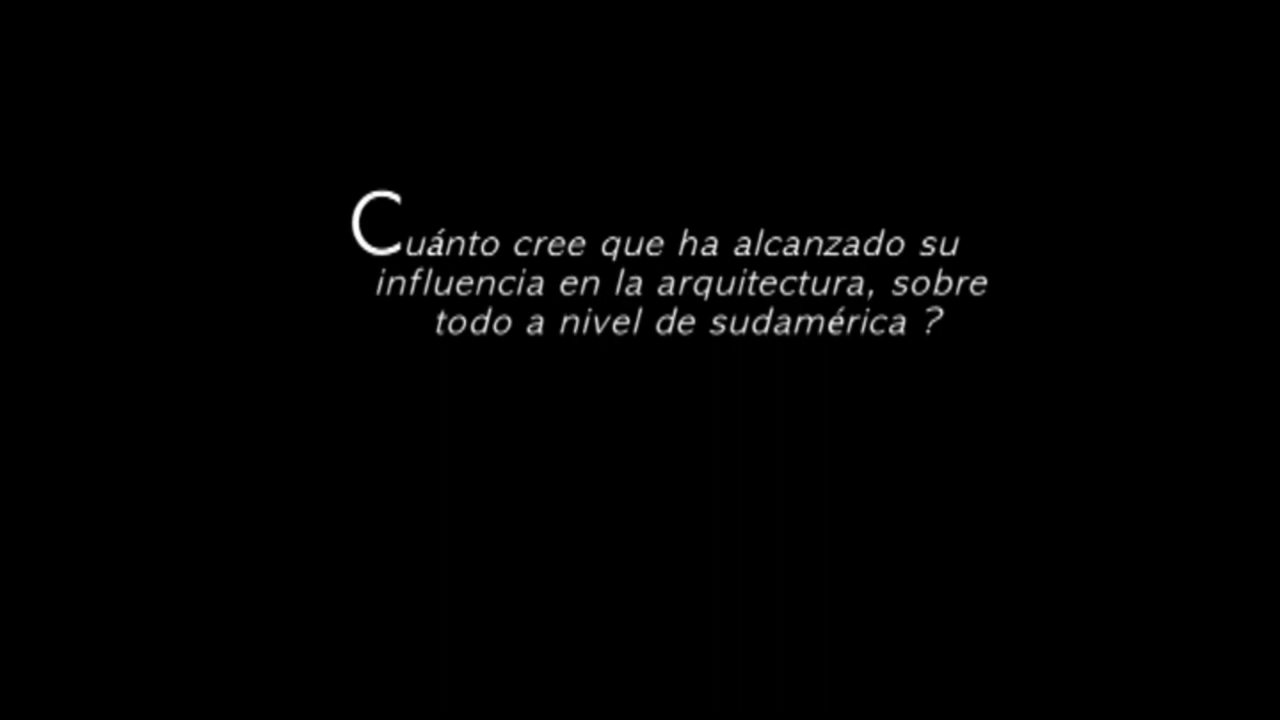 Cuánto cree que ha alcanzado su
influencia en la arquitectura, sobre
todo a nivel de sudamérica ?